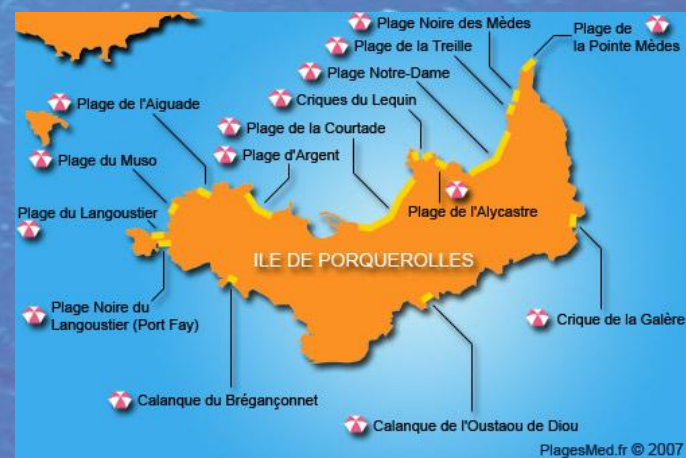 Plage Noire des Mèdes
Plage de
la Pointe Mèdes
Plage de la Treille
Plage Notre-Dame
Criques du Lequin
Plage de l'Aiguade
Plage de la Courtade
Plage d'Argent
Plage du Muso
Plage de l'Alycastre
Plage du Langoustier
ILE DE PORQUEROLLES
Plage Noire du
Langoustier (Port Fay)
Crique de la Galère
Calanque du Brégançonnet
Calanque de l'Oustaou de Diou
PlagesMed.fr © 2007